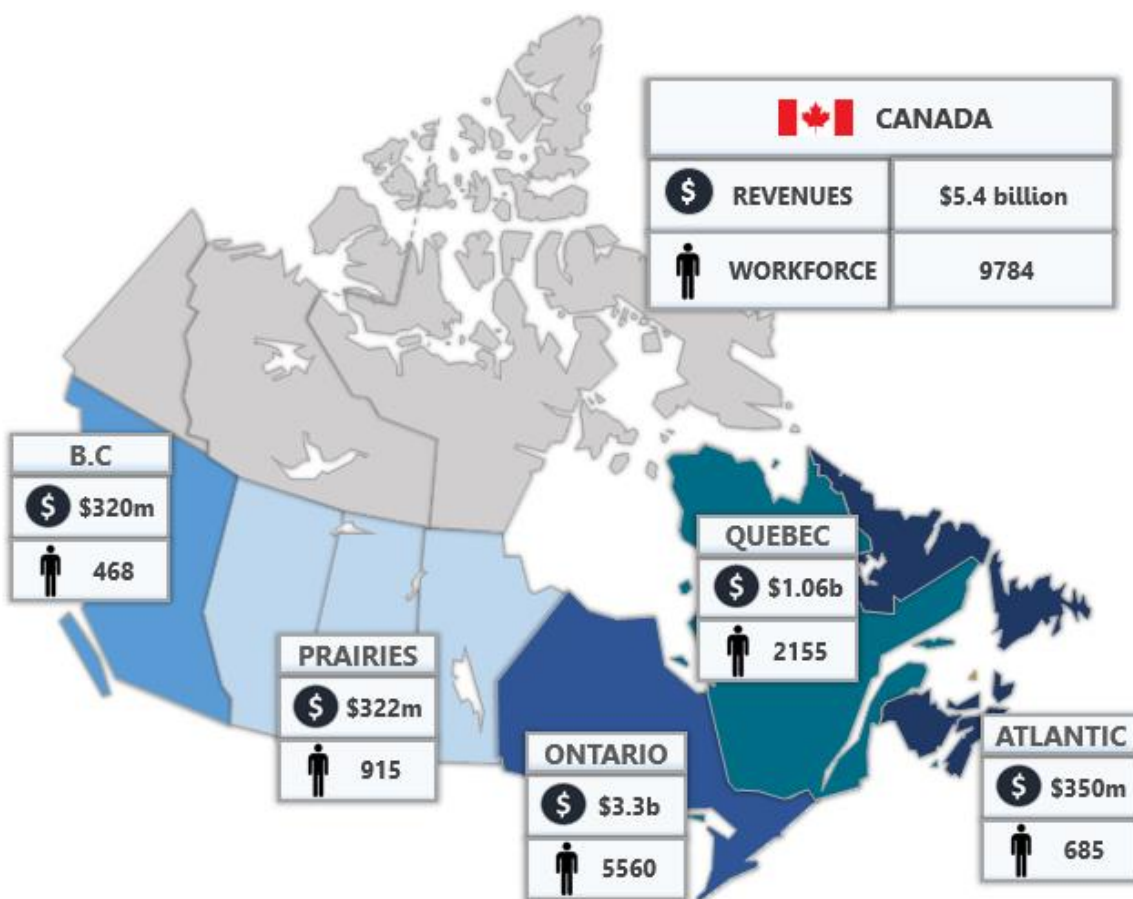 CANADA
$ REVENUES $5.4 billion
WORKFORCE 9784
B.C
$ $320m
468
QUEBEC
$ $1.06b
2155
PRAIRIES
$ $322m
915
ONTARIO
$ $3.3b
5560
ATLANTIC
$ $350m
685